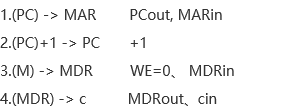 1.(PC) -> MAR PCout, MARin
2.(PC)+1 -> PC +1
3.(M) -> MDR WE=0、 MDRin
4.(MDR) -> c MDRout、cin